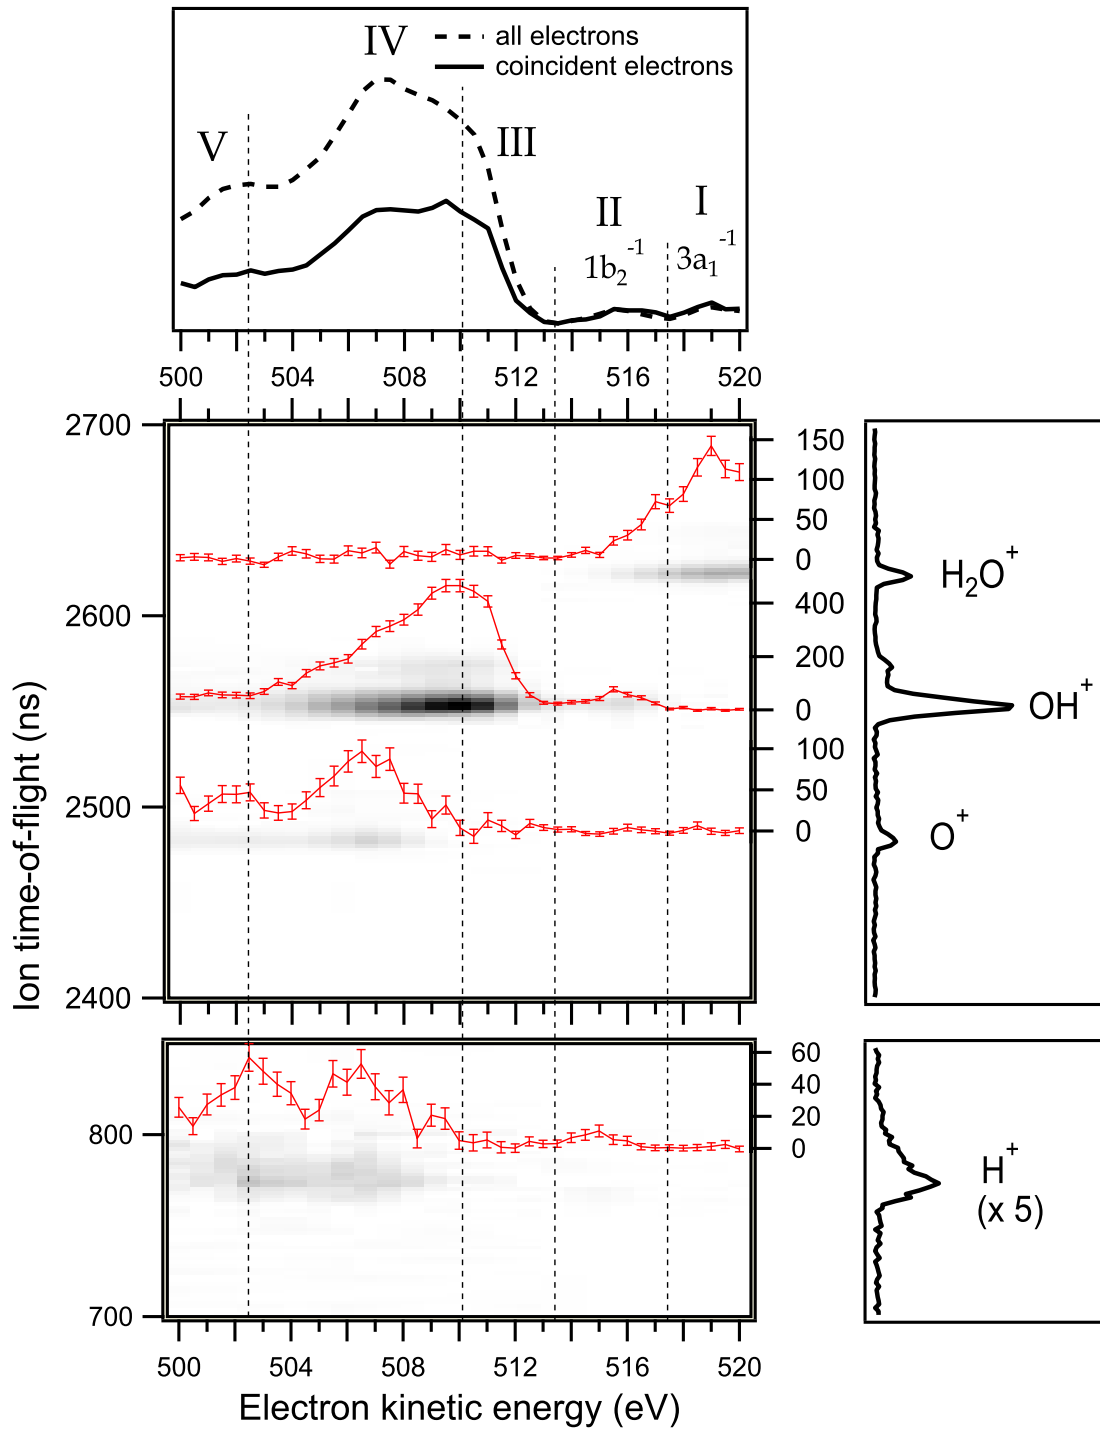 all electrons
coincident electrons
IV
V
III
II
I
1b2-1
3a1-1
500 504 508 512 516 520
2700
2600
2500
2400
Ion time-of-flight (ns)
150
100
50
0
400
200
0
100
50
0
H2O+
OH+
O+
800
700
60
40
20
0
H+
(x 5)
500 504 508 512 516 520
Electron kinetic energy (eV)